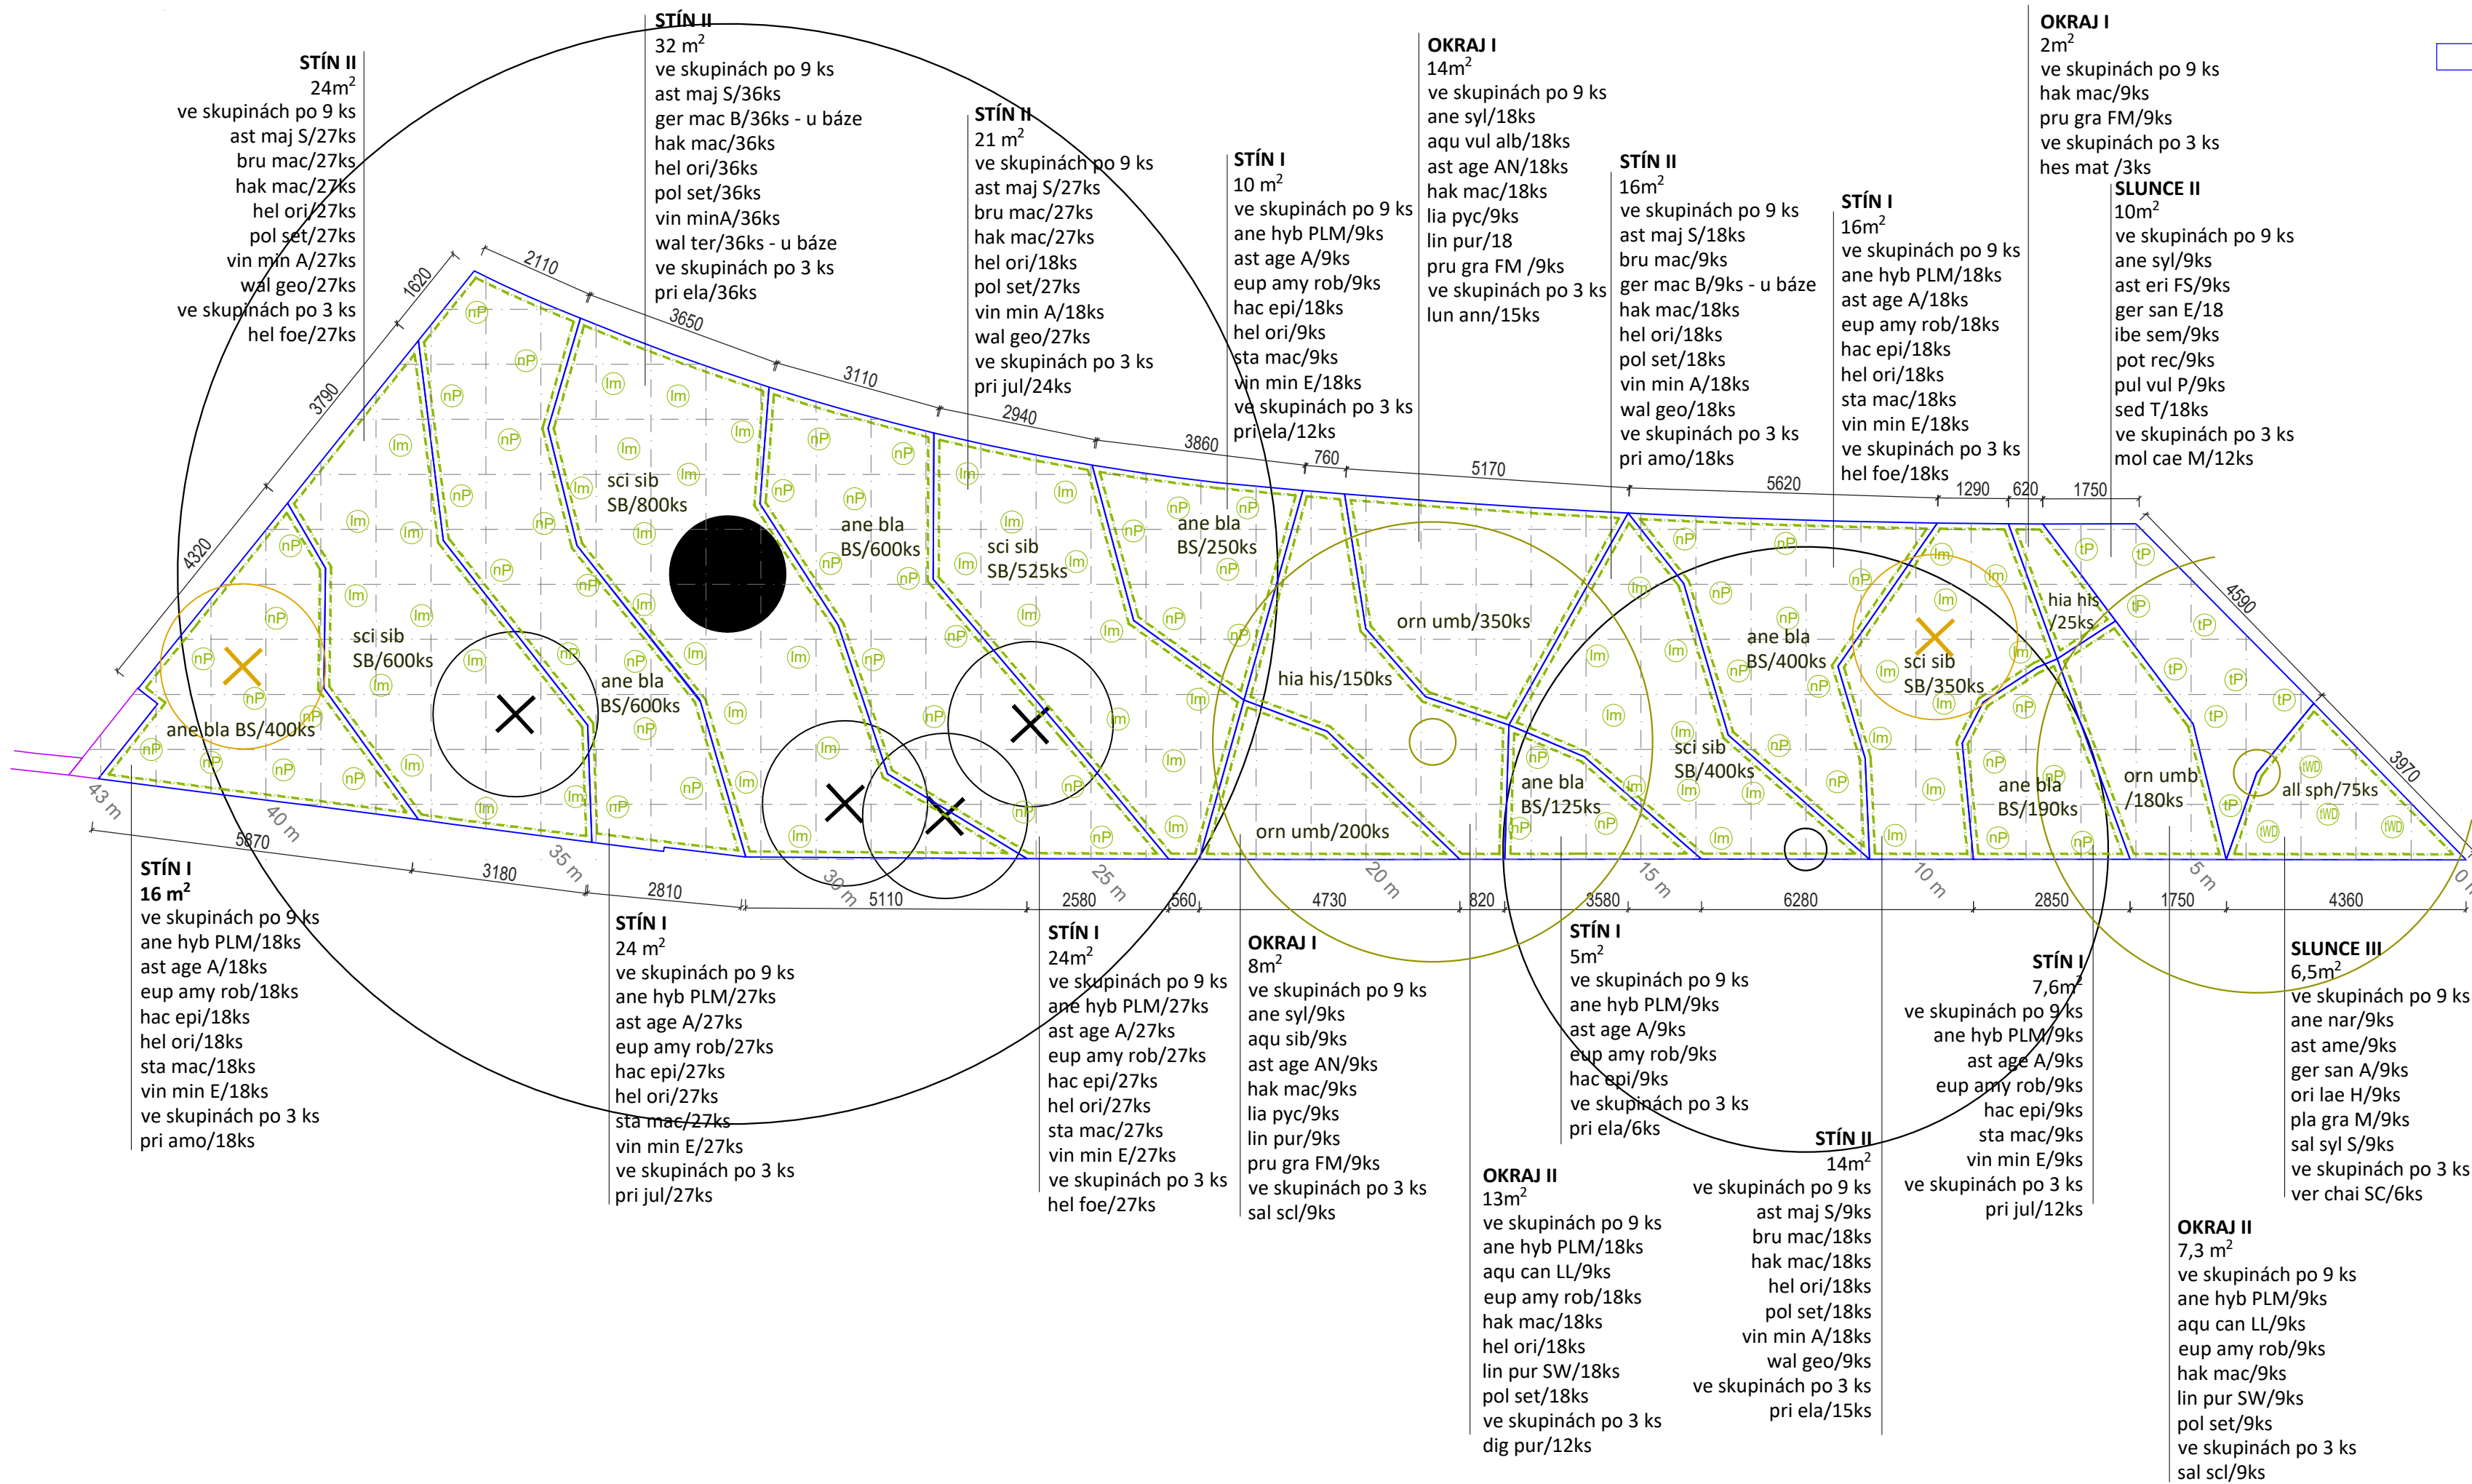 STÍN II
24m²
ve skupinách po 9 ks
ast maj S/27ks
bru mac/27ks
hak mac/27ks
hel ori/27ks
pol set/27ks
vin min A/27ks
wal geo/27ks
ve skupinách po 3 ks
hel foe/27ks
STÍN II
32 m²
ve skupinách po 9 ks
ast maj S/36ks
ger mac B/36ks - u báze
hak mac/36ks
hel ori/36ks
pol set/36ks
vin minA/36ks
wal ter/36ks - u báze
ve skupinách po 3 ks
pri ela/36ks
STÍN II
21 m²
ve skupinách po 9 ks
ast maj S/27ks
bru mac/27ks
hak mac/27ks
hel ori/18ks
pol set/27ks
vin min A/18ks
wal geo/27ks
ve skupinách po 3 ks
pri jul/24ks
STÍN I
10 m²
ve skupinách po 9 ks
ane hyb PLM/9ks
ast age A/9ks
eup amy rob/9ks
hac epi/18ks
hel ori/9ks
sta mac/9ks
vin min E/18ks
ve skupinách po 3 ks
pri ela/12ks
OKRAJ I
14m²
ve skupinách po 9 ks
ane syl/18ks
aqu vul alb/18ks
ast age AN/18ks
hak mac/18ks
lia pyc/9ks
lin pur/18
pru gra FM /9ks
ve skupinách po 3 ks
lun ann/15ks
STÍN II
16m²
ve skupinách po 9 ks
ast maj S/18ks
bru mac/9ks
ger mac B/9ks - u báze
hak mac/18ks
hel ori/18ks
pol set/18ks
vin min A/18ks
wal geo/18ks
ve skupinách po 3 ks
pri amo/18ks
STÍN I
16m²
ve skupinách po 9 ks
ane hyb PLM/18ks
ast age A/18ks
eup amy rob/18ks
hac epi/18ks
hel ori/18ks
sta mac/18ks
vin min E/18ks
ve skupinách po 3 ks
hel foe/18ks
OKRAJ I
2m²
ve skupinách po 9 ks
hak mac/9ks
pru gra FM/9ks
ve skupinách po 3 ks
hes mat /3ks
SLUNCE II
10m²
ve skupinách po 9 ks
ane syl/9ks
ast eri FS/9ks
ger san E/18
ibe sem/9ks
pot rec/9ks
pul vul P/9ks
sed T/18ks
ve skupinách po 3 ks
mol cae M/12ks
1620
2110
3650
3110
2940
3860
760
5170
5620
1290
620
1750
3790
4320
4590
3970
sci sib
SB/800ks
ane bla
BS/600ks
sci sib
SB/525ks
ane bla
BS/250ks
sci sib
SB/600ks
ane bla
BS/600ks
ane bla BS/400ks
orn umb/350ks
hia his/150ks
orn umb/200ks
ane bla
BS/125ks
sci sib
SB/400ks
ane bla
BS/400ks
sci sib
SB/350ks
hia his
/25ks
ane bla
BS/190ks
orn umb
/180ks
all sph/75ks
nP
lm
tP
tWD
43 m
40 m
35 m
30 m
25 m
20 m
15 m
10 m
5 m
5870
3180
2810
5110
2580
560
4730
820
3580
6280
2850
1750
4360
STÍN I
16 m²
ve skupinách po 9 ks
ane hyb PLM/18ks
ast age A/18ks
eup amy rob/18ks
hac epi/18ks
hel ori/18ks
sta mac/18ks
vin min E/18ks
ve skupinách po 3 ks
pri amo/18ks
STÍN I
24 m²
ve skupinách po 9 ks
ane hyb PLM/27ks
ast age A/27ks
eup amy rob/27ks
hac epi/27ks
hel ori/27ks
sta mac/27ks
vin min E/27ks
ve skupinách po 3 ks
pri jul/27ks
STÍN I
24m²
ve skupinách po 9 ks
ane hyb PLM/27ks
ast age A/27ks
eup amy rob/27ks
hac epi/27ks
hel ori/27ks
sta mac/27ks
vin min E/27ks
ve skupinách po 3 ks
hel foe/27ks
OKRAJ I
8m²
ve skupinách po 9 ks
ane syl/9ks
aqu sib/9ks
ast age AN/9ks
hak mac/9ks
lia pyc/9ks
lin pur/9ks
pru gra FM/9ks
ve skupinách po 3 ks
sal scl/9ks
OKRAJ II
13m²
ve skupinách po 9 ks
ane hyb PLM/18ks
aqu can LL/9ks
eup amy rob/18ks
hak mac/18ks
hel ori/18ks
lin pur SW/18ks
pol set/18ks
ve skupinách po 3 ks
dig pur/12ks
STÍN I
5m²
ve skupinách po 9 ks
ane hyb PLM/9ks
ast age A/9ks
eup amy rob/9ks
hac epi/9ks
ve skupinách po 3 ks
pri ela/6ks
STÍN II
14m²
ve skupinách po 9 ks
ast maj S/9ks
bru mac/18ks
hak mac/18ks
hel ori/18ks
pol set/18ks
vin min A/18ks
wal geo/9ks
ve skupinách po 3 ks
pri ela/15ks
STÍN I
7,6m²
ve skupinách po 9 ks
ane hyb PLM/9ks
ast age A/9ks
eup amy rob/9ks
hac epi/9ks
sta mac/9ks
vin min E/9ks
ve skupinách po 3 ks
pri jul/12ks
OKRAJ II
7,3 m²
ve skupinách po 9 ks
ane hyb PLM/9ks
aqu can LL/9ks
eup amy rob/9ks
hak mac/9ks
lin pur SW/9ks
pol set/9ks
ve skupinách po 3 ks
sal scl/9ks
SLUNCE III
6,5m²
ve skupinách po 9 ks
ane nar/9ks
ast ame/9ks
ger san A/9ks
ori lae H/9ks
pla gra M/9ks
sal syl S/9ks
ve skupinách po 3 ks
ver chai SC/6ks